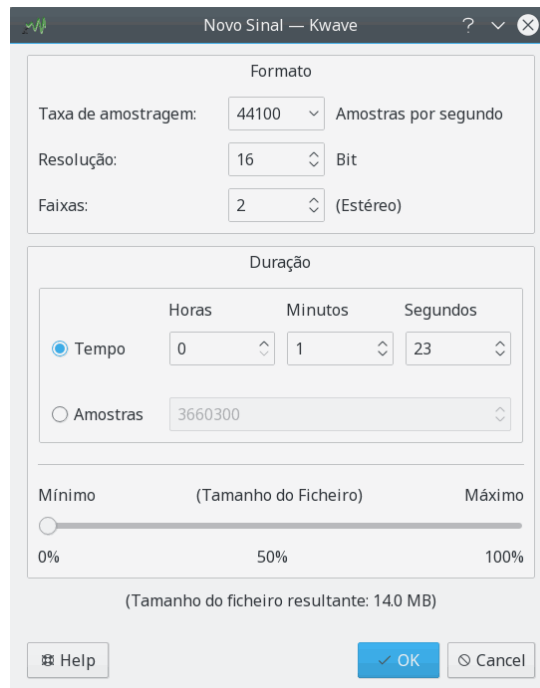 Novo Sinal — Kwave
Formato
Taxa de amostragem: 44100 Amostras por segundo
Resolução: 16 Bit
Faixas: 2 (Estéreo)
Duração
Horas Minutos Segundos
Tempo 0 1 23
Amostras 3660300
Mínimo (Tamanho do Ficheiro) Máximo
0% 50% 100%
(Tamanho do ficheiro resultante: 14.0 MB)
Help OK Cancel